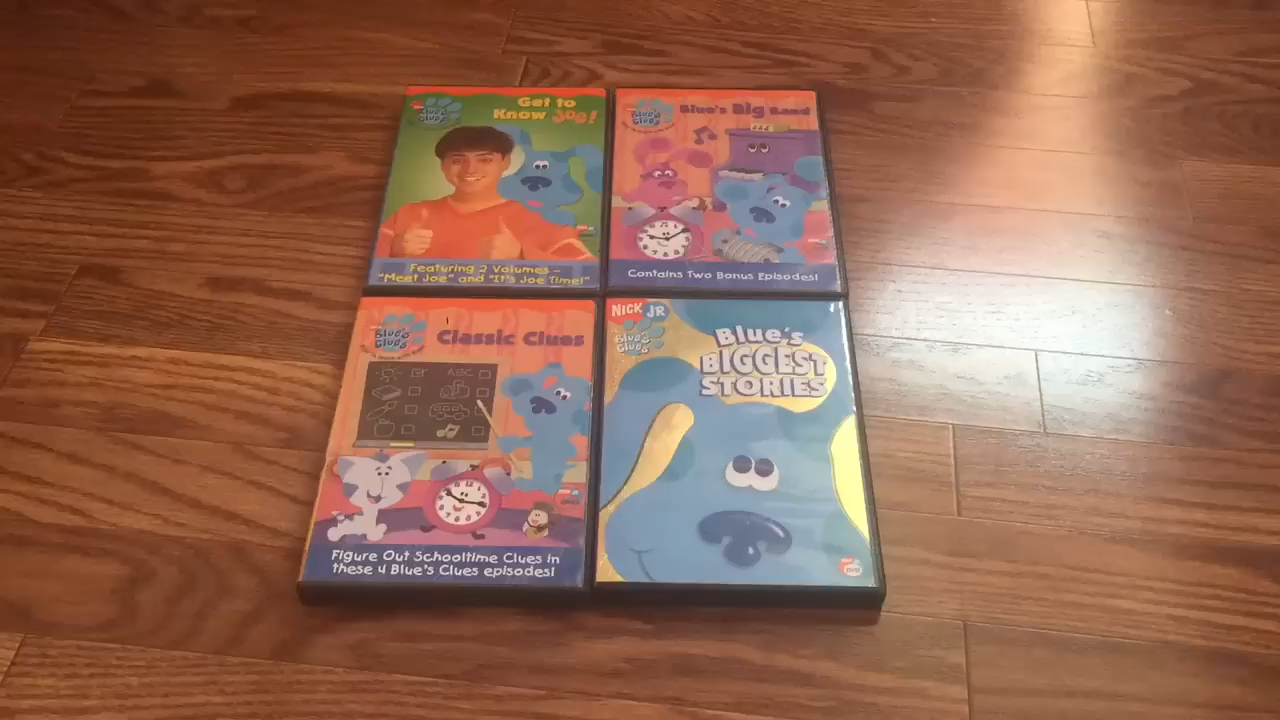 Blue's
Clues
Get to
Know Joe!
Featuring 2 Volumes –
"Meet Joe" and "It's Joe Time!"
Blue's
Clues
Blue's Big Band
Contains Two Bonus Episodes!
Blue's
Clues
Classic Clues
ABC
Figure Out Schooltime Clues in
these 4 Blue's Clues episodes!
NICK JR
Blue's
Clues
Blue's
BIGGEST
STORIES
DVD